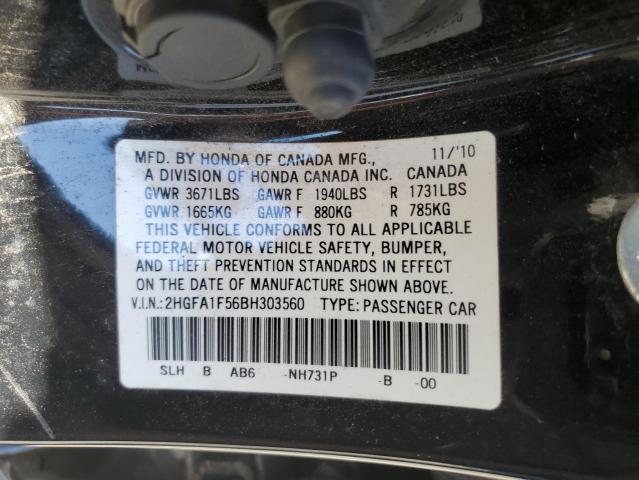 MFD. BY HONDA OF CANADA MFG., 11/'10
A DIVISION OF HONDA CANADA INC. CANADA
GVWR 3671LBS GAWR F 1940LBS R 1731LBS
GVWR 1665KG GAWR F 880KG R 785KG
THIS VEHICLE CONFORMS TO ALL APPLICABLE
FEDERAL MOTOR VEHICLE SAFETY, BUMPER,
AND THEFT PREVENTION STANDARDS IN EFFECT
ON THE DATE OF MANUFACTURE SHOWN ABOVE.
V.I.N.:2HGFA1F56BH303560 TYPE:PASSENGER CAR
SLH B AB6 -NH731P -B -00